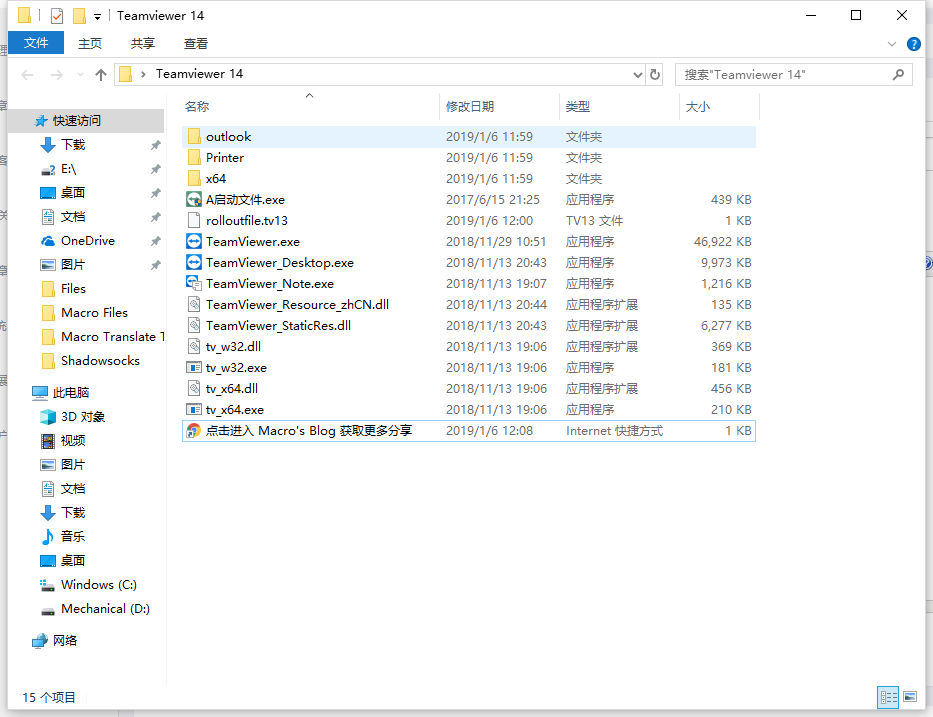 Teamviewer 14
文件 主页 共享 查看
Teamviewer 14 搜索"Teamviewer 14"
名称 修改日期 类型 大小
快速访问
下载
E:\
桌面
文档
OneDrive
图片
Files
Macro Files
Macro Translate T
Shadowsocks
此电脑
3D 对象
视频
图片
文档
下载
音乐
桌面
Windows (C:)
Mechanical (D:)
网络
outlook 2019/1/6 11:59 文件夹
Printer 2019/1/6 11:59 文件夹
x64 2019/1/6 11:59 文件夹
A启动文件.exe 2017/6/15 21:25 应用程序 439 KB
rolloutfile.tv13 2019/1/6 12:00 TV13 文件 1 KB
TeamViewer.exe 2018/11/29 10:51 应用程序 46,922 KB
TeamViewer_Desktop.exe 2018/11/13 20:43 应用程序 9,973 KB
TeamViewer_Note.exe 2018/11/13 19:07 应用程序 1,216 KB
TeamViewer_Resource_zhCN.dll 2018/11/13 20:44 应用程序扩展 135 KB
TeamViewer_StaticRes.dll 2018/11/13 20:43 应用程序扩展 6,277 KB
tv_w32.dll 2018/11/13 19:06 应用程序扩展 369 KB
tv_w32.exe 2018/11/13 19:06 应用程序 181 KB
tv_x64.dll 2018/11/13 19:06 应用程序扩展 456 KB
tv_x64.exe 2018/11/13 19:06 应用程序 210 KB
点击进入 Macro's Blog 获取更多分享 2019/1/6 12:08 Internet 快捷方式 1 KB
15 个项目